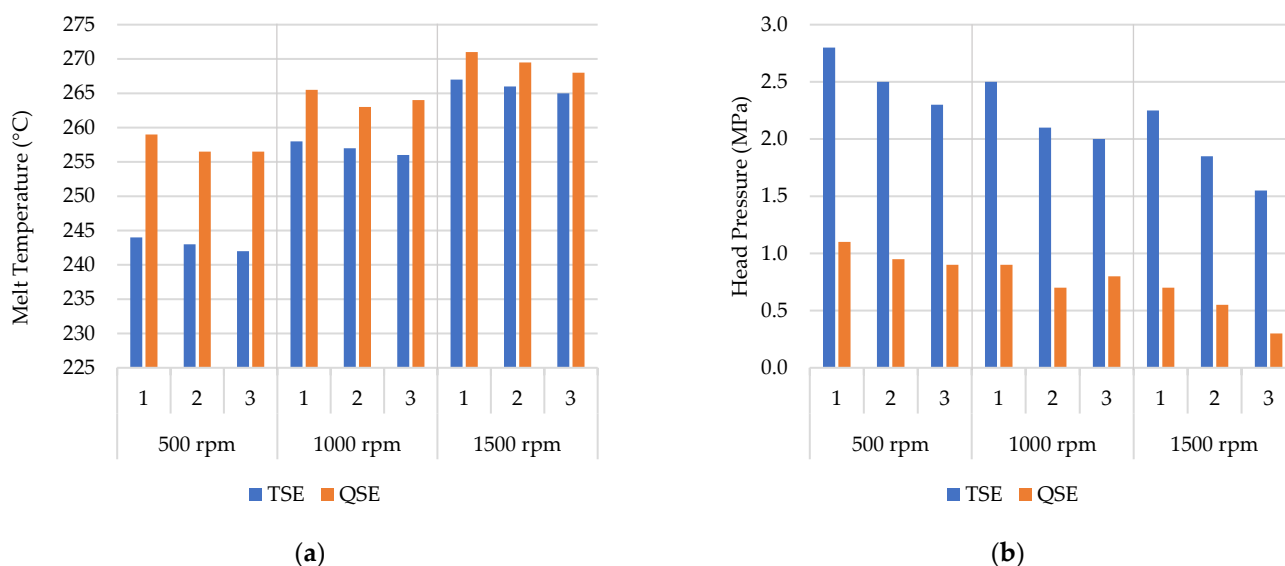 Melt Temperature (°C)
275
270
265
260
255
250
245
240
235
230
225
1 2 3 1 2 3 1 2 3
500 rpm 1000 rpm 1500 rpm
TSE QSE
(a)
Head Pressure (MPa)
3.0
2.5
2.0
1.5
1.0
0.5
0.0
1 2 3 1 2 3 1 2 3
500 rpm 1000 rpm 1500 rpm
TSE QSE
(b)